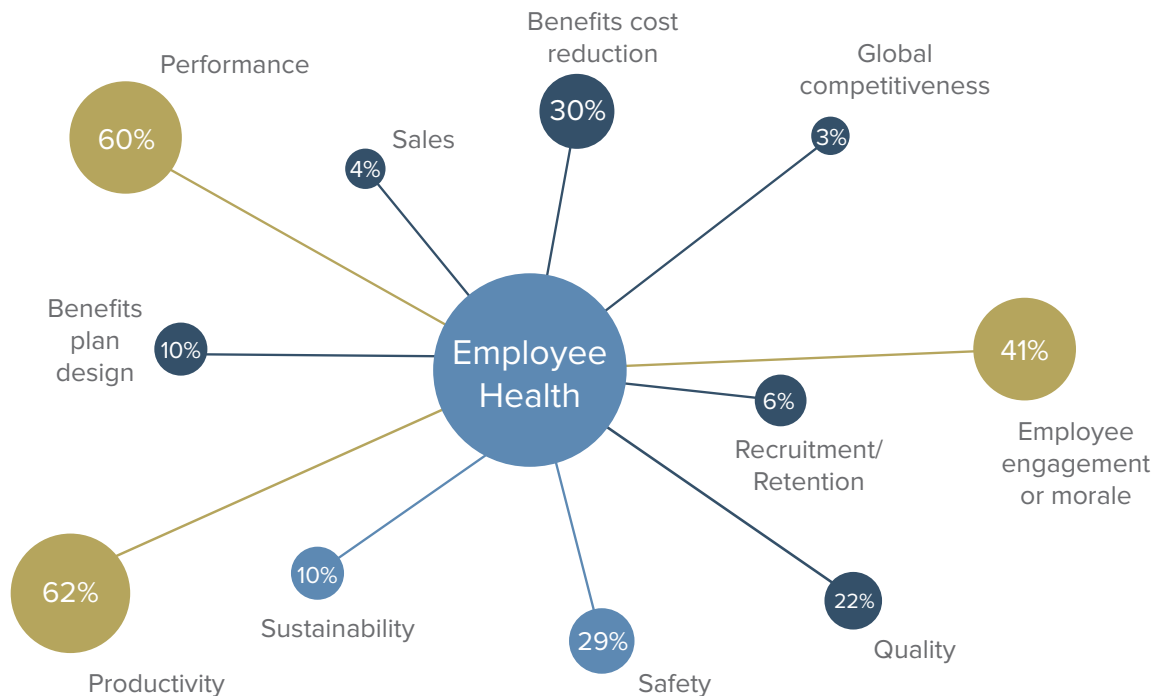 Performance
60%
Sales
4%
Benefits cost
reduction
30%
Global
competitiveness
3%
Benefits
plan
design
10%
Employee
Health
41%
Employee
engagement
or morale
6%
Recruitment/
Retention
62%
Productivity
10%
Sustainability
29%
Safety
22%
Quality